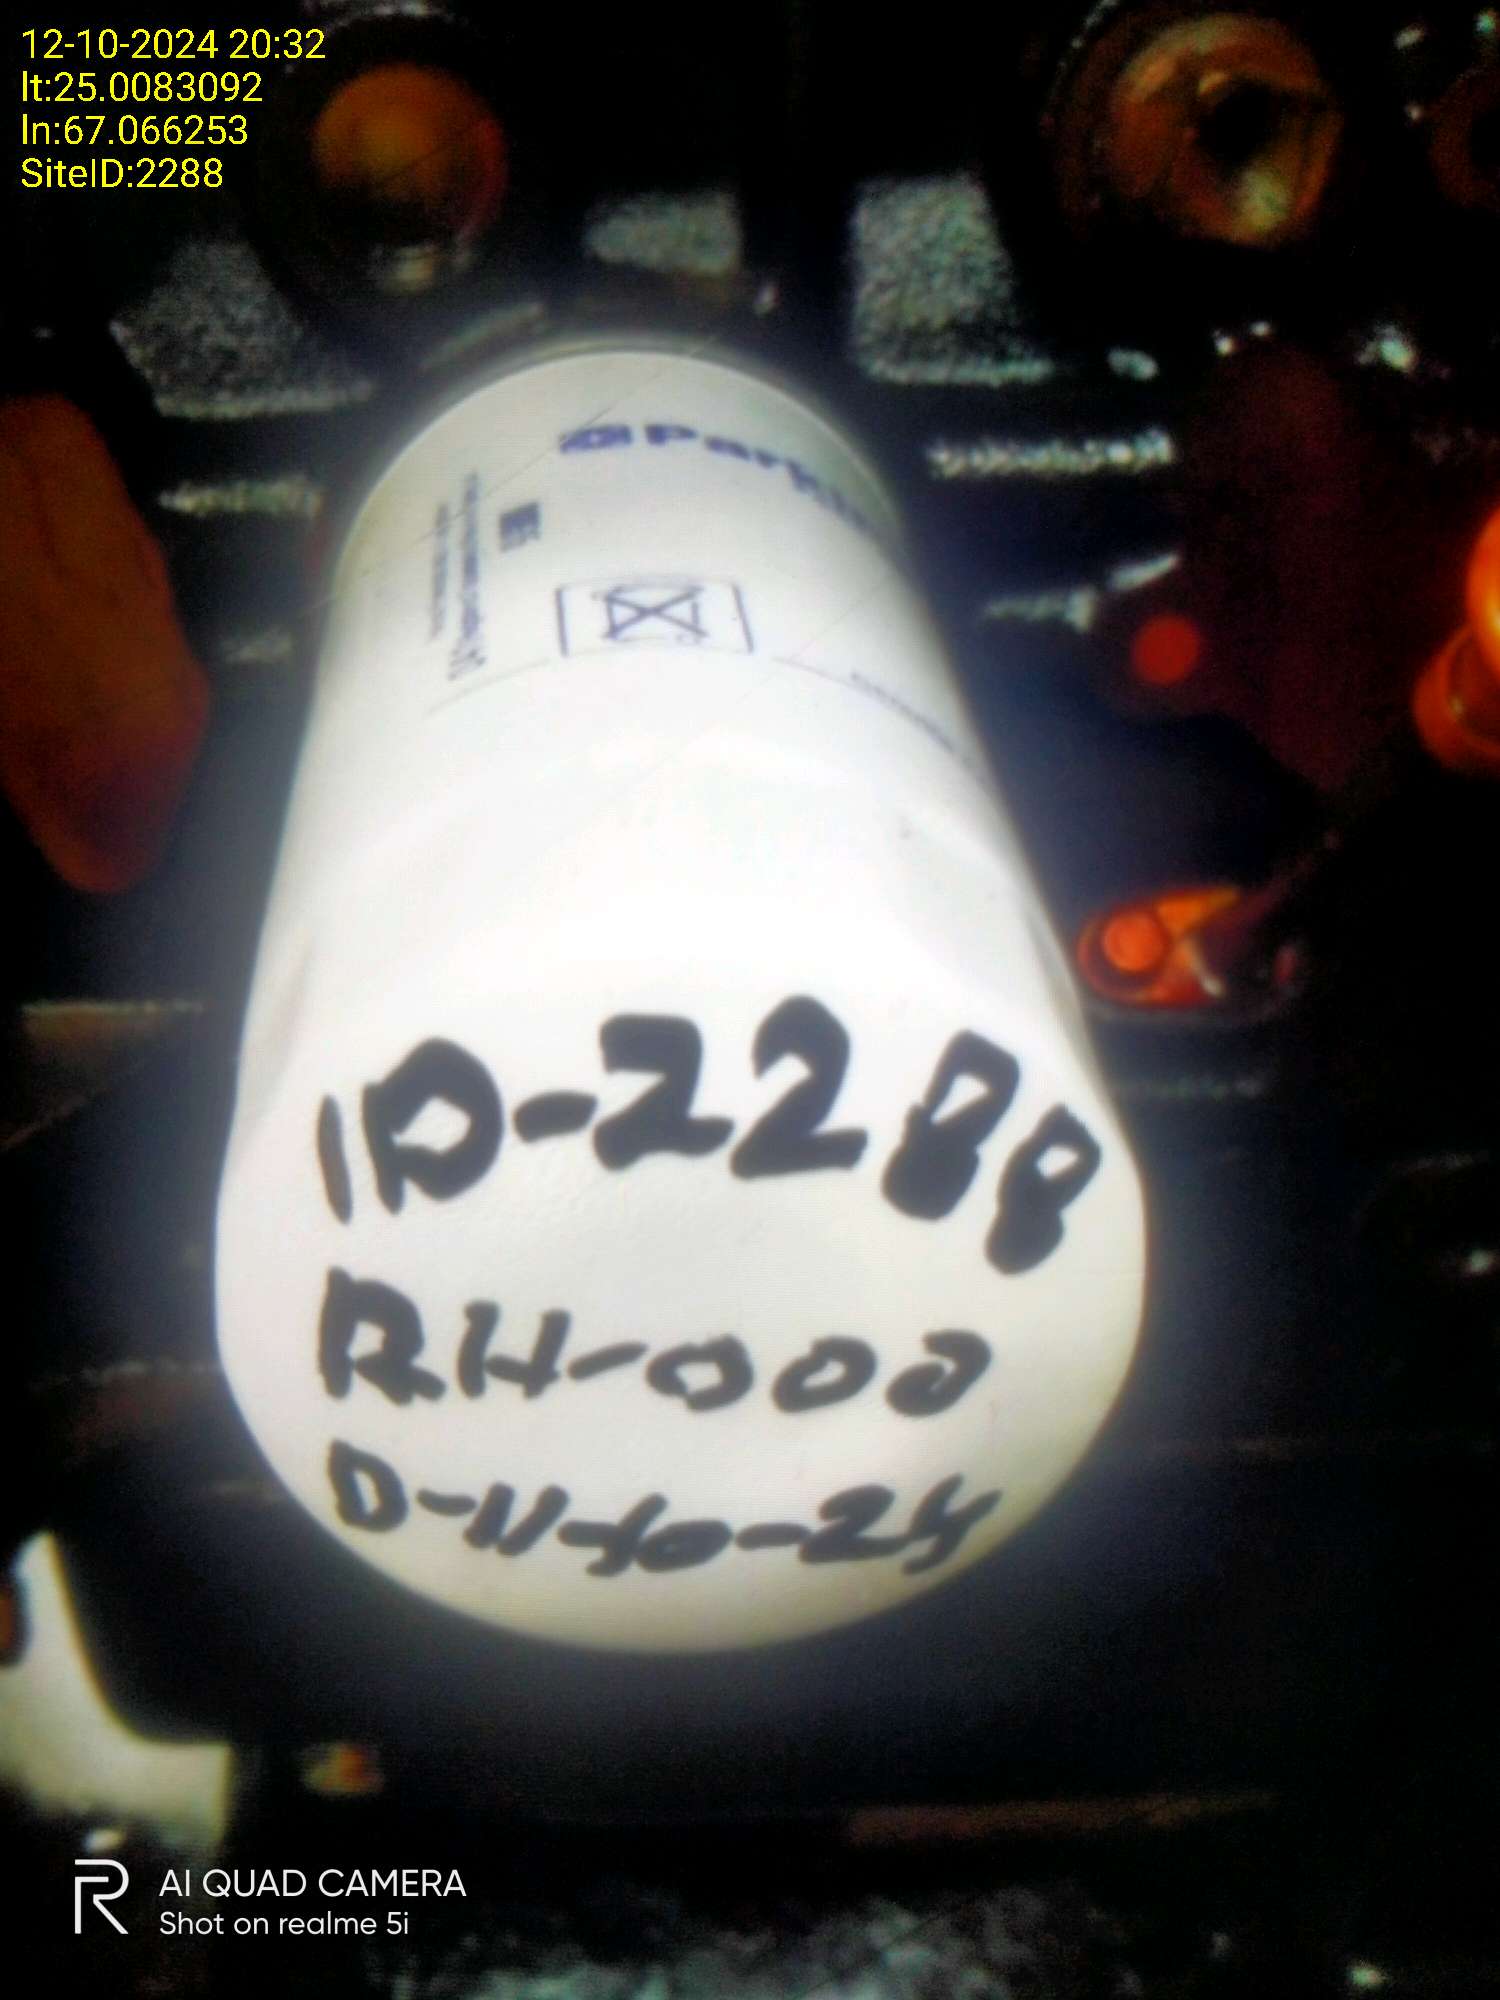 12-10-2024 20:32
lt:25.0083092
ln:67.066253
SiteID:2288
Parker
ID-2288
RH-000
D-11-10-24
R
AI QUAD CAMERA
Shot on realme 5i